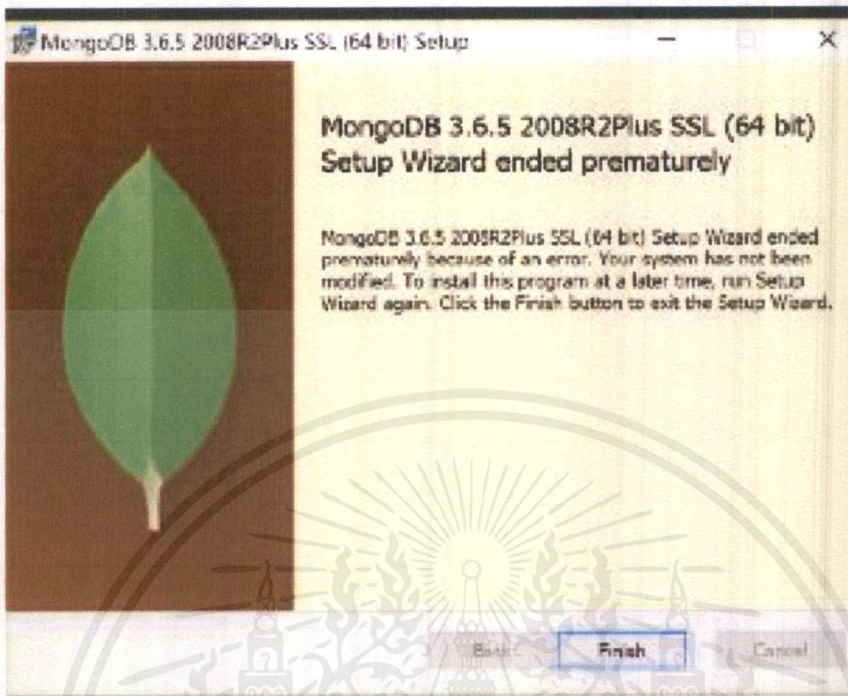 MongoDB 3.6.5 2008R2Plus SSL (64 bit) Setup
MongoDB 3.6.5 2008R2Plus SSL (64 bit)
Setup Wizard ended prematurely
MongoDB 3.6.5 2008R2Plus SSL (64 bit) Setup Wizard ended
prematurely because of an error. Your system has not been
modified. To install this program at a later time, run Setup
Wizard again. Click the Finish button to exit the Setup Wizard.
Back Finish Cancel